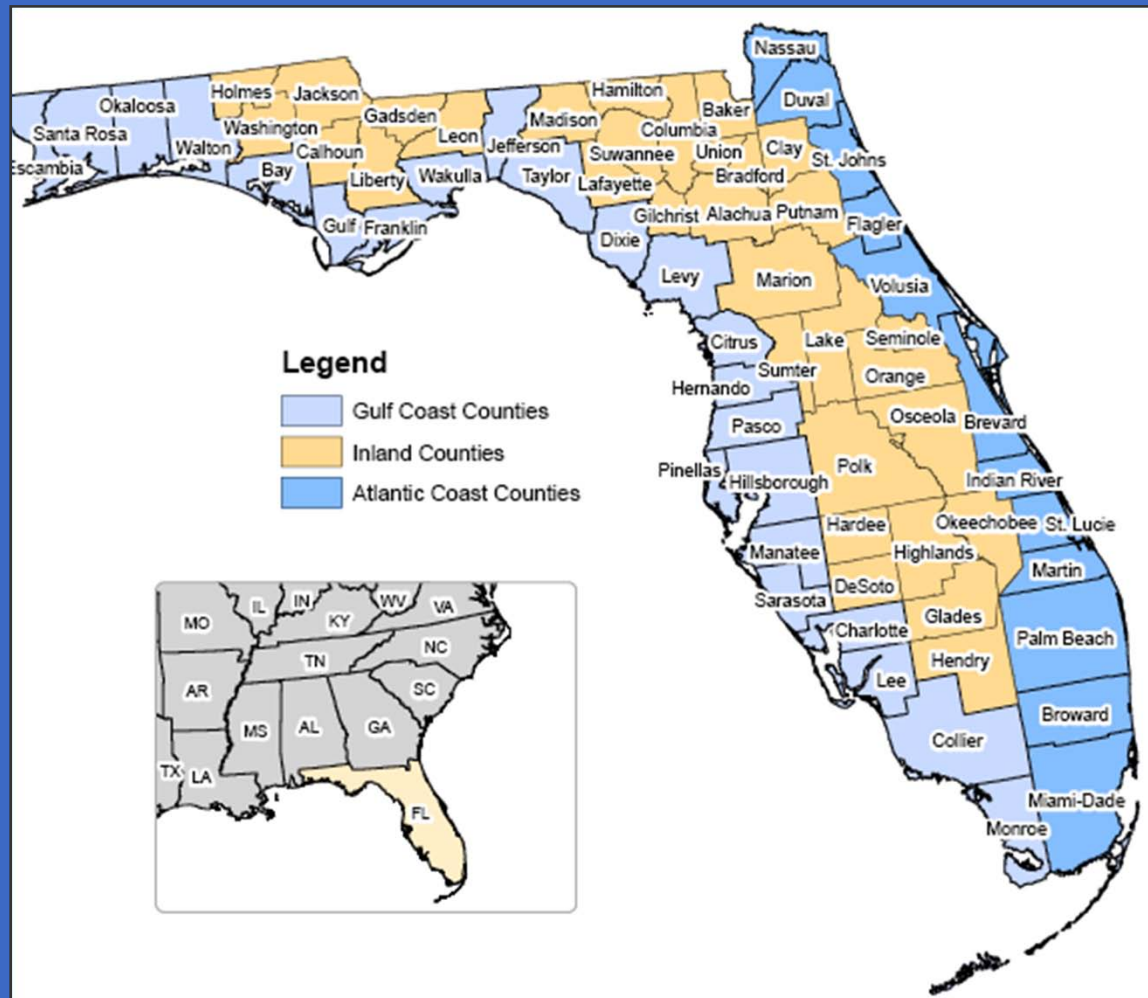 Nassau
Okaloosa
Holmes
Jackson
Hamilton
Baker
Duval
Santa Rosa
Washington
Gadsden
Leon
Madison
Columbia
Escambia
Walton
Calhoun
Jefferson
Suwannee
Union
Clay
St. Johns
Bay
Liberty
Wakulla
Taylor
Lafayette
Bradford
Gulf
Franklin
Gilchrist
Alachua
Putnam
Flagler
Dixie
Levy
Marion
Volusia
Citrus
Lake
Seminole
Sumter
Orange
Hernando
Pasco
Osceola
Brevard
Pinellas
Hillsborough
Polk
Indian River
Hardee
Okeechobee
St. Lucie
Manatee
Highlands
Martin
Sarasota
DeSoto
Charlotte
Glades
Palm Beach
Lee
Hendry
Broward
Collier
Miami-Dade
Monroe
Legend
Gulf Coast Counties
Inland Counties
Atlantic Coast Counties
MO
IL
IN
KY
WV
VA
TN
NC
AR
SC
MS
AL
GA
TX
LA
FL